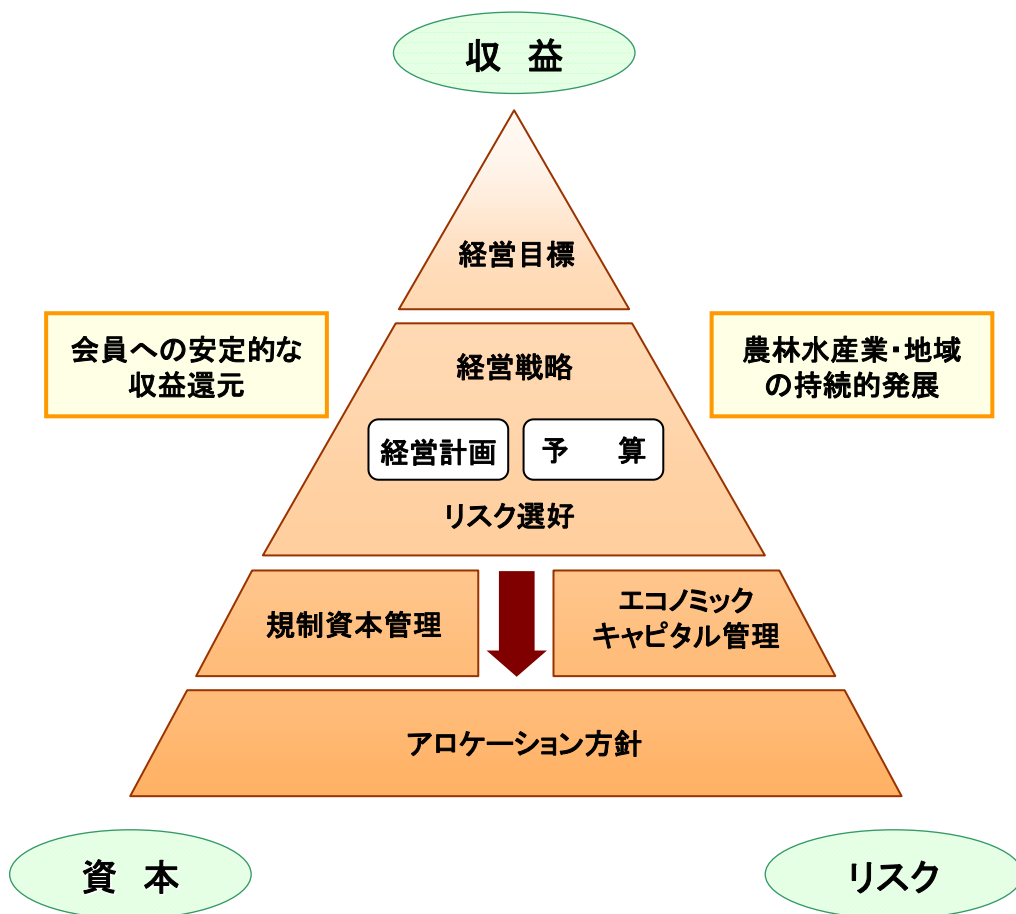 収 益
経営目標
会員への安定的な
収益還元
農林水産業・地域
の持続的発展
経営戦略
経営計画
予 算
リスク選好
規制資本管理
エコノミック
キャピタル管理
アロケーション方針
資 本
リスク